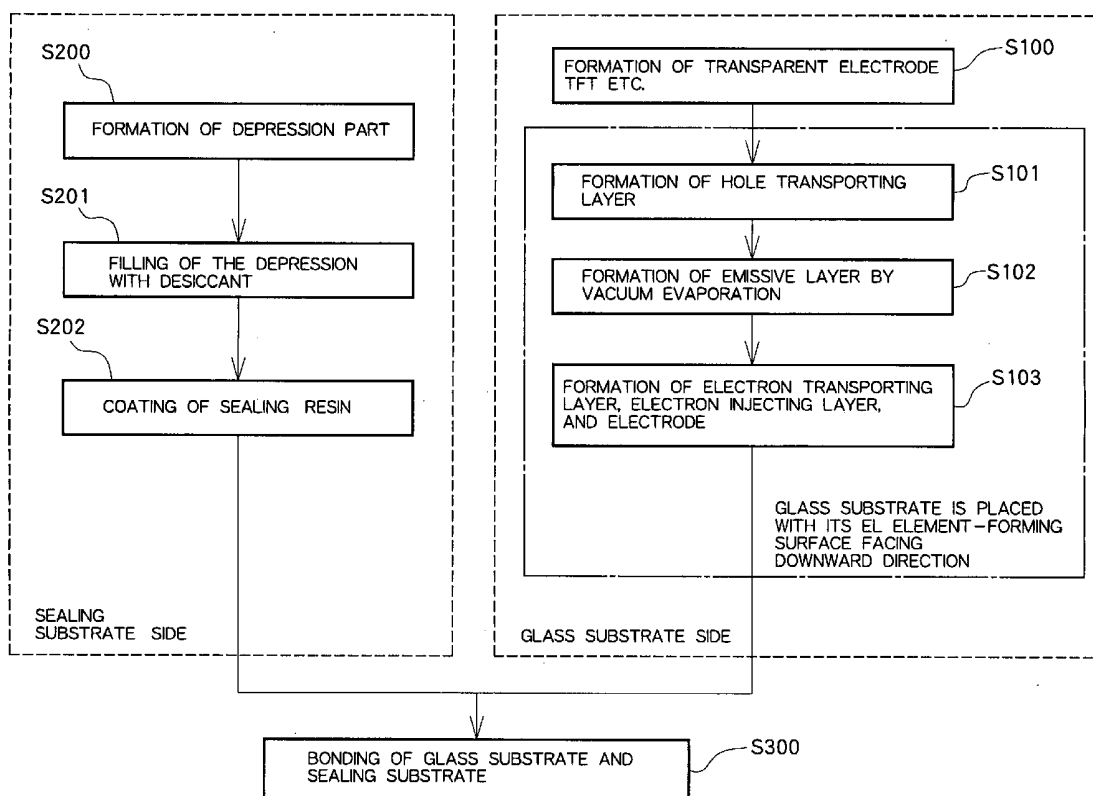 S200
FORMATION OF DEPRESSION PART
S201
FILLING OF THE DEPRESSION
WITH DESICCANT
S202
COATING OF SEALING RESIN
SEALING
SUBSTRATE SIDE
S100
FORMATION OF TRANSPARENT ELECTRODE
TFT ETC.
S101
FORMATION OF HOLE TRANSPORTING
LAYER
S102
FORMATION OF EMISSIVE LAYER BY
VACUUM EVAPORATION
S103
FORMATION OF ELECTRON TRANSPORTING
LAYER, ELECTRON INJECTING LAYER,
AND ELECTRODE
GLASS SUBSTRATE IS PLACED
WITH ITS EL ELEMENT-FORMING
SURFACE FACING
DOWNWARD DIRECTION
GLASS SUBSTRATE SIDE
S300
BONDING OF GLASS SUBSTRATE AND
SEALING SUBSTRATE